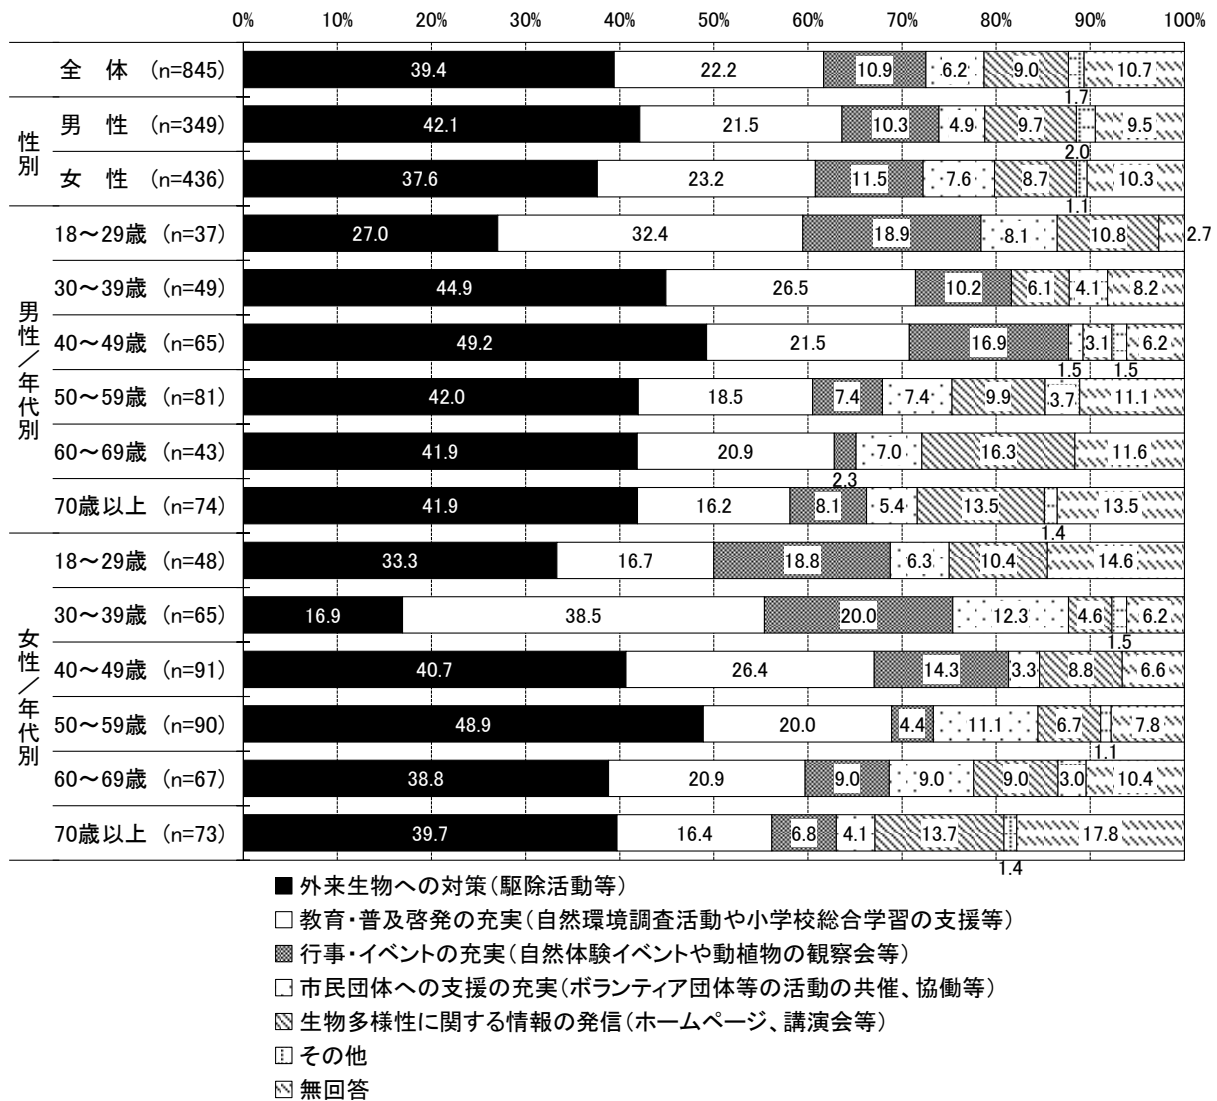 0% 10% 20% 30% 40% 50% 60% 70% 80% 90% 100%
全　体 (n=845) 39.4 22.2 10.9 6.2 9.0 1.7 10.7
性別
男　性 (n=349) 42.1 21.5 10.3 4.9 9.7 2.0 9.5
女　性 (n=436) 37.6 23.2 11.5 7.6 8.7 1.1 10.3
男性／年代別
18～29歳 (n=37) 27.0 32.4 18.9 8.1 10.8 2.7
30～39歳 (n=49) 44.9 26.5 10.2 6.1 4.1 8.2
40～49歳 (n=65) 49.2 21.5 16.9 1.5 3.1 1.5 6.2
50～59歳 (n=81) 42.0 18.5 7.4 7.4 9.9 3.7 11.1
60～69歳 (n=43) 41.9 20.9 2.3 7.0 16.3 11.6
70歳以上 (n=74) 41.9 16.2 8.1 5.4 13.5 1.4 13.5
女性／年代別
18～29歳 (n=48) 33.3 16.7 18.8 6.3 10.4 14.6
30～39歳 (n=65) 16.9 38.5 20.0 12.3 4.6 1.5 6.2
40～49歳 (n=91) 40.7 26.4 14.3 3.3 8.8 6.6
50～59歳 (n=90) 48.9 20.0 4.4 11.1 6.7 1.1 7.8
60～69歳 (n=67) 38.8 20.9 9.0 9.0 9.0 3.0 10.4
70歳以上 (n=73) 39.7 16.4 6.8 4.1 13.7 1.4 17.8
外来生物への対策（駆除活動等）
教育・普及啓発の充実（自然環境調査活動や小学校総合学習の支援等）
行事・イベントの充実（自然体験イベントや動植物の観察会等）
市民団体への支援の充実（ボランティア団体等の活動の共催、協働等）
生物多様性に関する情報の発信（ホームページ、講演会等）
その他
無回答